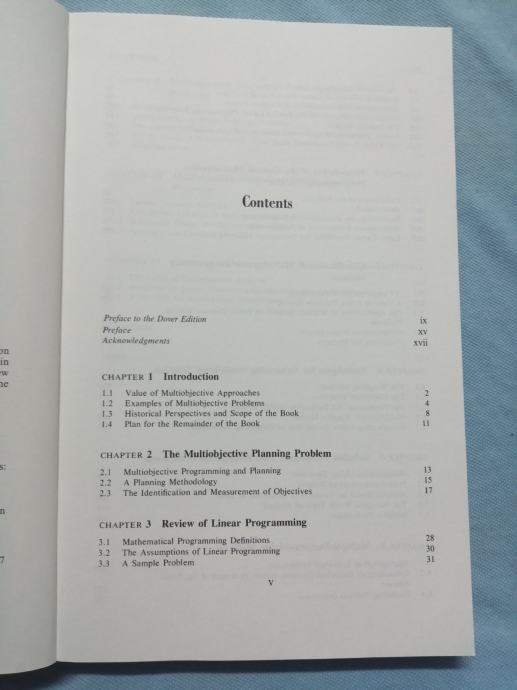 on
in
ew
he
s:
n
7
Contents
Preface to the Dover Edition ix
Preface xv
Acknowledgments xvii
CHAPTER 1 Introduction
1.1 Value of Multiobjective Approaches 2
1.2 Examples of Multiobjective Problems 4
1.3 Historical Perspectives and Scope of the Book 8
1.4 Plan for the Remainder of the Book 11
CHAPTER 2 The Multiobjective Planning Problem
2.1 Multiobjective Programming and Planning 13
2.2 A Planning Methodology 15
2.3 The Identification and Measurement of Objectives 17
CHAPTER 3 Review of Linear Programming
3.1 Mathematical Programming Definitions 28
3.2 The Assumptions of Linear Programming 30
3.3 A Sample Problem 31
V